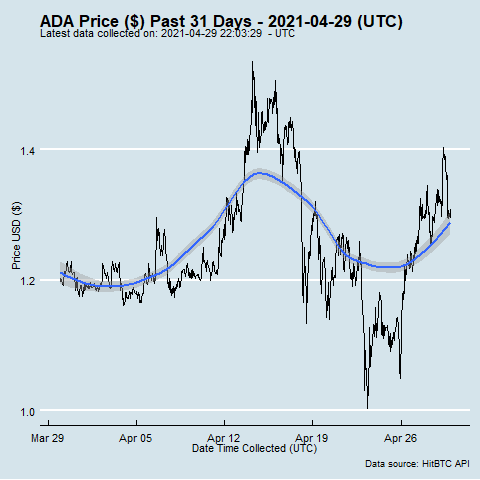 ADA Price ($) Past 31 Days - 2021-04-29 (UTC)
Latest data collected on: 2021-04-29 22:03:29  - UTC
Price USD ($)
1.4
1.2
1.0
Mar 29 Apr 05 Apr 12 Apr 19 Apr 26
Date Time Collected (UTC)
Data source: HitBTC API